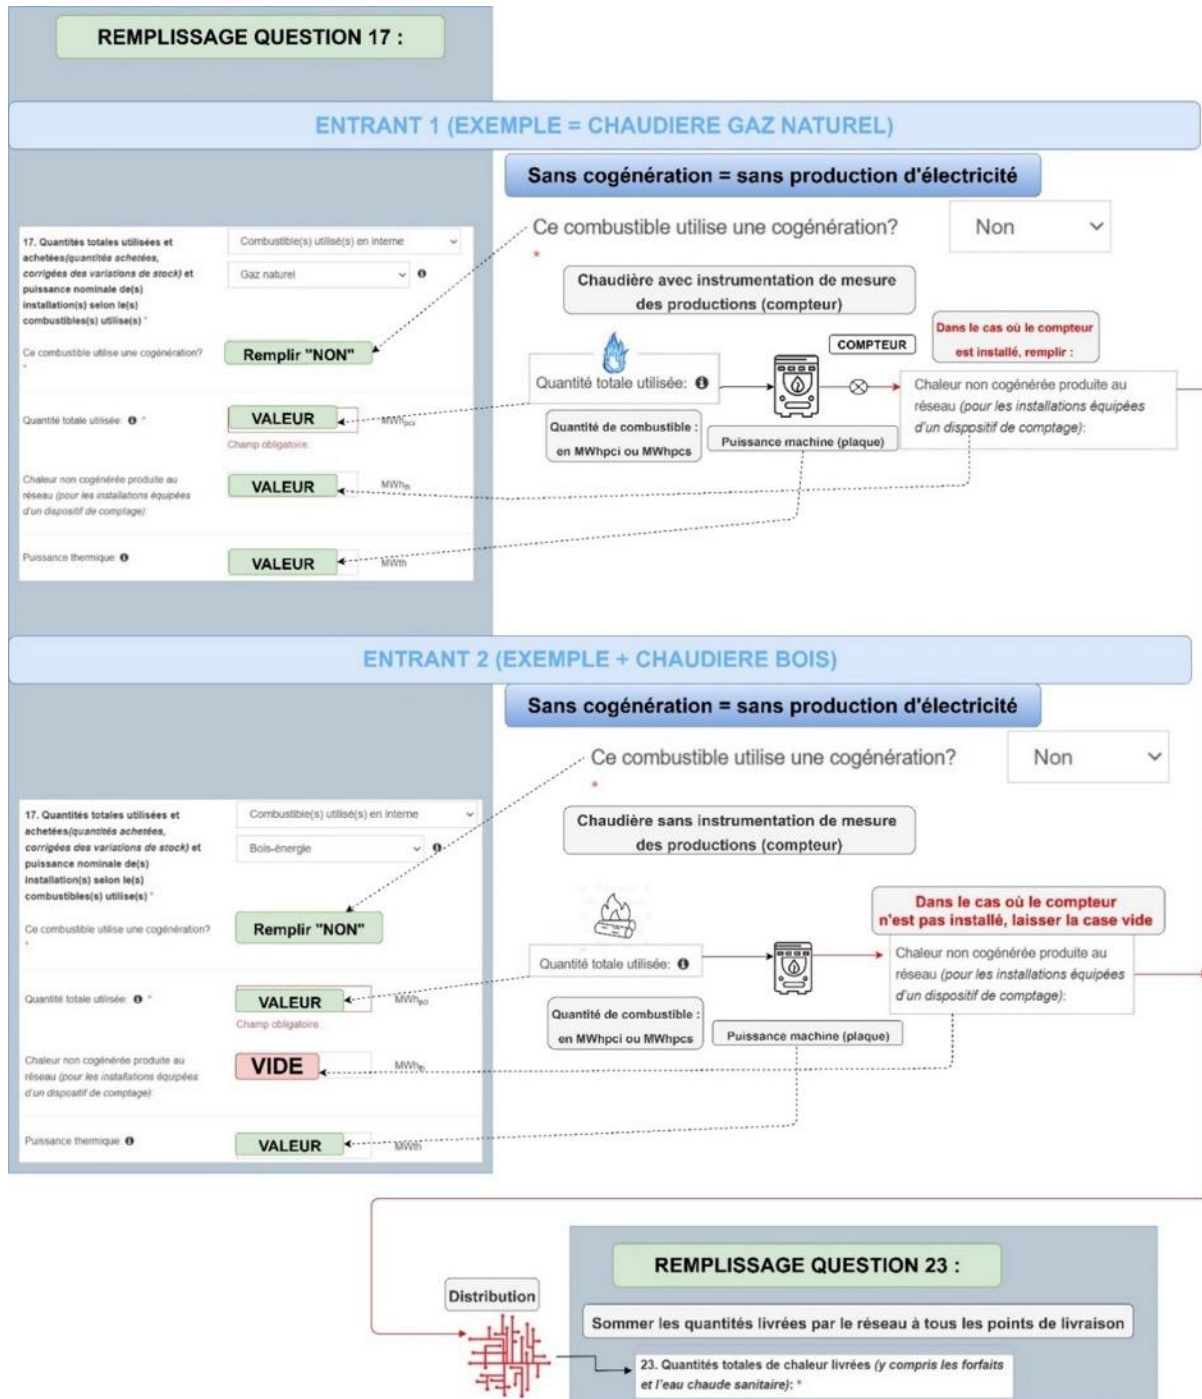 REMPLISSAGE QUESTION 17 :
ENTRANT 1 (EXEMPLE = CHAUDIERE GAZ NATUREL)
Sans cogénération = sans production d'électricité
Ce combustible utilise une cogénération?
Non
*
17. Quantités totales utilisées et
achetées(quantités achetées,
corrigées des variations de stock) et
puissance nominale de(s)
installation(s) selon le(s)
combustibles(s) utilise(s) *
Combustible(s) utilisé(s) en interne
Gaz naturel
Chaudière avec instrumentation de mesure
des productions (compteur)
Ce combustible utilise une cogénération?
*
Remplir "NON"
COMPTEUR
Dans le cas où le compteur
est installé, remplir :
Quantité totale utilisée:
Chaleur non cogénérée produite au
réseau (pour les installations équipées
d'un dispositif de comptage):
Quantité totale utilisée: *
VALEUR
MWhpcs
Champ obligatoire.
Quantité de combustible :
en MWhpci ou MWhpcs
Puissance machine (plaque)
Chaleur non cogénérée produite au
réseau (pour les installations équipées
d'un dispositif de comptage):
VALEUR
MWhth
Puissance thermique:
VALEUR
MWth
ENTRANT 2 (EXEMPLE + CHAUDIERE BOIS)
Sans cogénération = sans production d'électricité
Ce combustible utilise une cogénération?
Non
*
17. Quantités totales utilisées et
achetées(quantités achetées,
corrigées des variations de stock) et
puissance nominale de(s)
installation(s) selon le(s)
combustibles(s) utilise(s) *
Combustible(s) utilisé(s) en interne
Bois-énergie
Chaudière sans instrumentation de mesure
des productions (compteur)
Ce combustible utilise une cogénération?
*
Remplir "NON"
Dans le cas où le compteur
n'est pas installé, laisser la case vide
Quantité totale utilisée:
Chaleur non cogénérée produite au
réseau (pour les installations équipées
d'un dispositif de comptage):
Quantité totale utilisée: *
VALEUR
MWhpci
Champ obligatoire.
Quantité de combustible :
en MWhpci ou MWhpcs
Puissance machine (plaque)
Chaleur non cogénérée produite au
réseau (pour les installations équipées
d'un dispositif de comptage):
VIDE
MWhth
Puissance thermique:
VALEUR
MWth
REMPLISSAGE QUESTION 23 :
Distribution
Sommer les quantités livrées par le réseau à tous les points de livraison
23. Quantités totales de chaleur livrées (y compris les forfaits
et l'eau chaude sanitaire): *